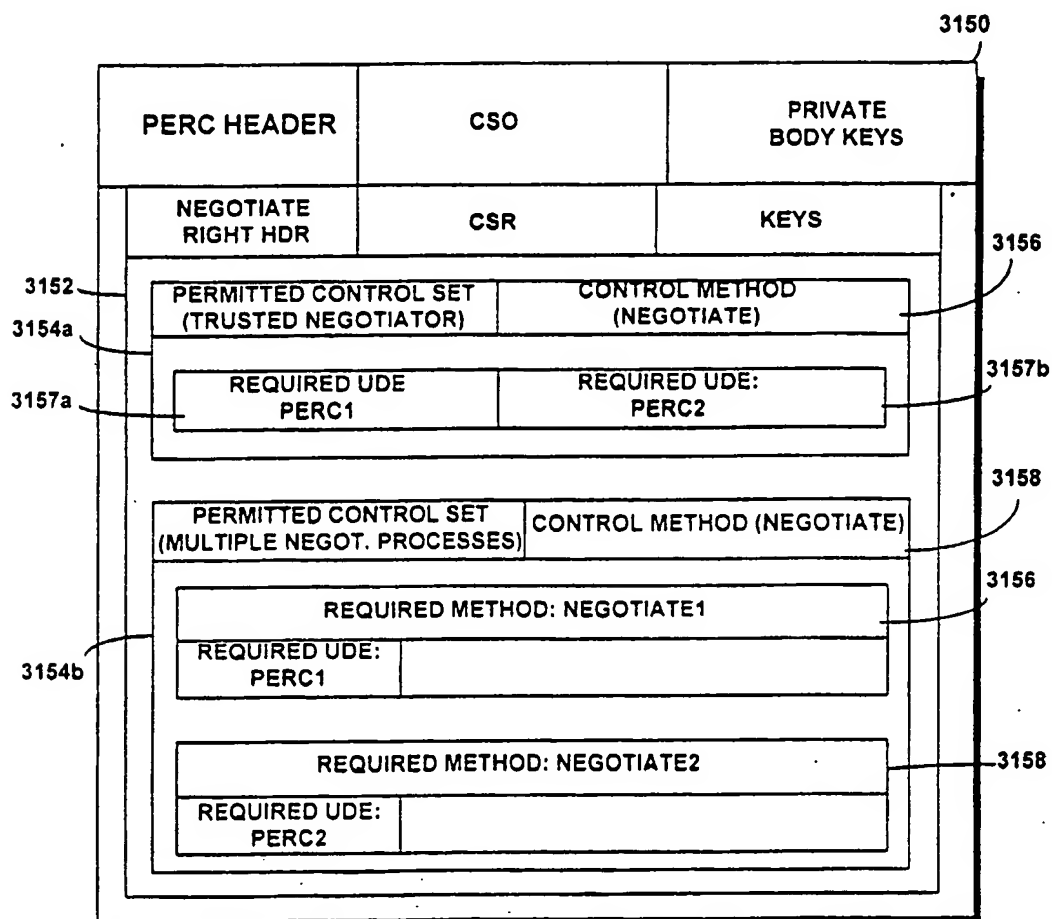 3150
PERC HEADER
CSO
PRIVATE
BODY KEYS
NEGOTIATE
RIGHT HDR
CSR
KEYS
3156
3152
PERMITTED CONTROL SET
(TRUSTED NEGOTIATOR)
CONTROL METHOD
(NEGOTIATE)
3154a
3157a
REQUIRED UDE
PERC1
REQUIRED UDE:
PERC2
3157b
3158
PERMITTED CONTROL SET
(MULTIPLE NEGOT. PROCESSES)
CONTROL METHOD (NEGOTIATE)
3156
REQUIRED METHOD: NEGOTIATE1
3154b
REQUIRED UDE:
PERC1
REQUIRED METHOD: NEGOTIATE2
3158
REQUIRED UDE:
PERC2